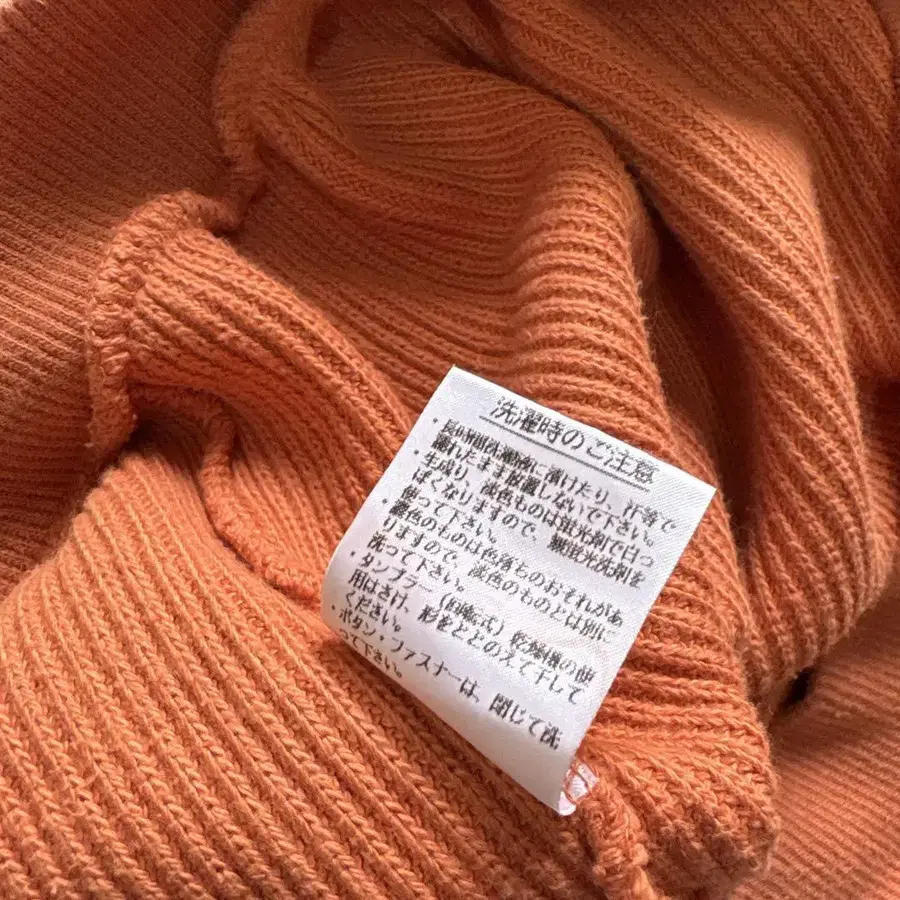 洗濯時のご注意
・長時間洗濯液に漬けたり、汗等で
濡れたまま放置しないで下さい。
・生成り、淡色ものは蛍光剤で白っ
ぽくなりますので、無蛍光洗剤を
使って下さい。
・濃色のものは色落ちのおそれがあ
りますので、淡色のものとは別に
洗って下さい。
・タンブラー（回転式）乾燥機の使
用はさけ、形をととのえて干して
ください。
・ボタン・ファスナーは、閉じて洗
って下さい。